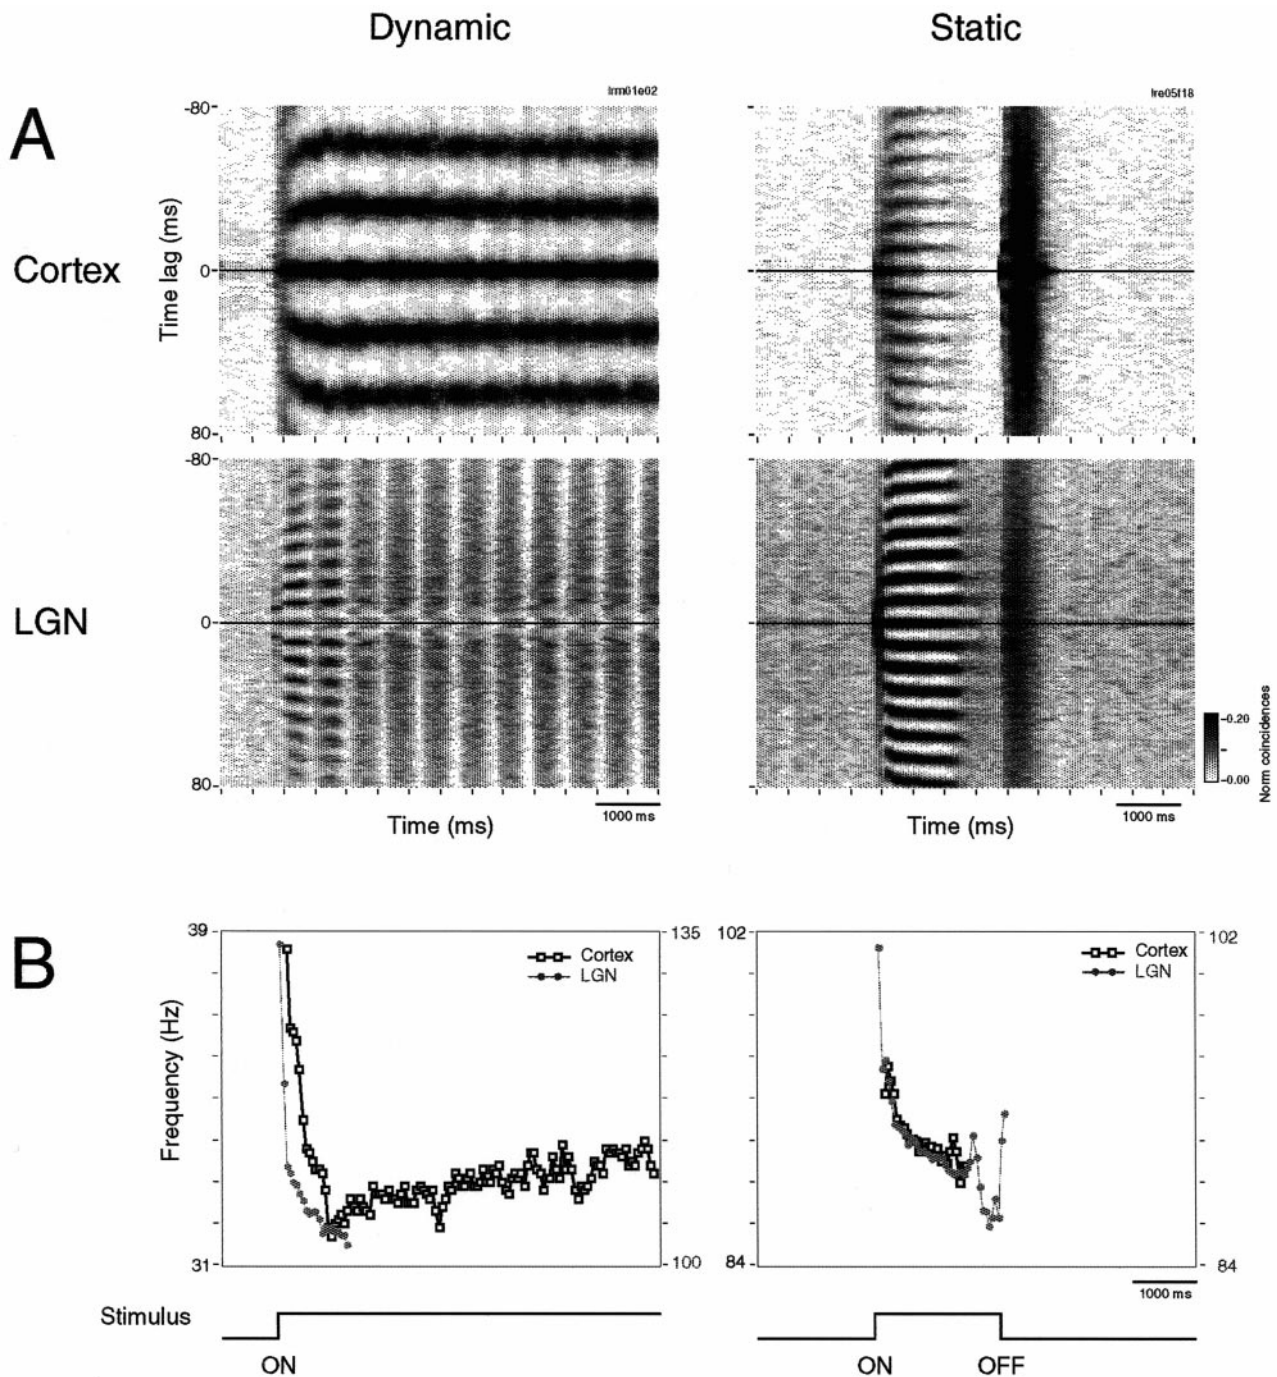 Dynamic Static
A
lrm01e02 lre05f18
-80
Cortex
Time lag (ms)
0
80
-80
LGN
0
80
0.20
0.00
Norm coincidences
1000 ms 1000 ms
Time (ms) Time (ms)
B
39 135 102 102
Cortex Cortex
LGN LGN
Frequency (Hz)
31 100 84 84
1000 ms
Stimulus
ON ON OFF